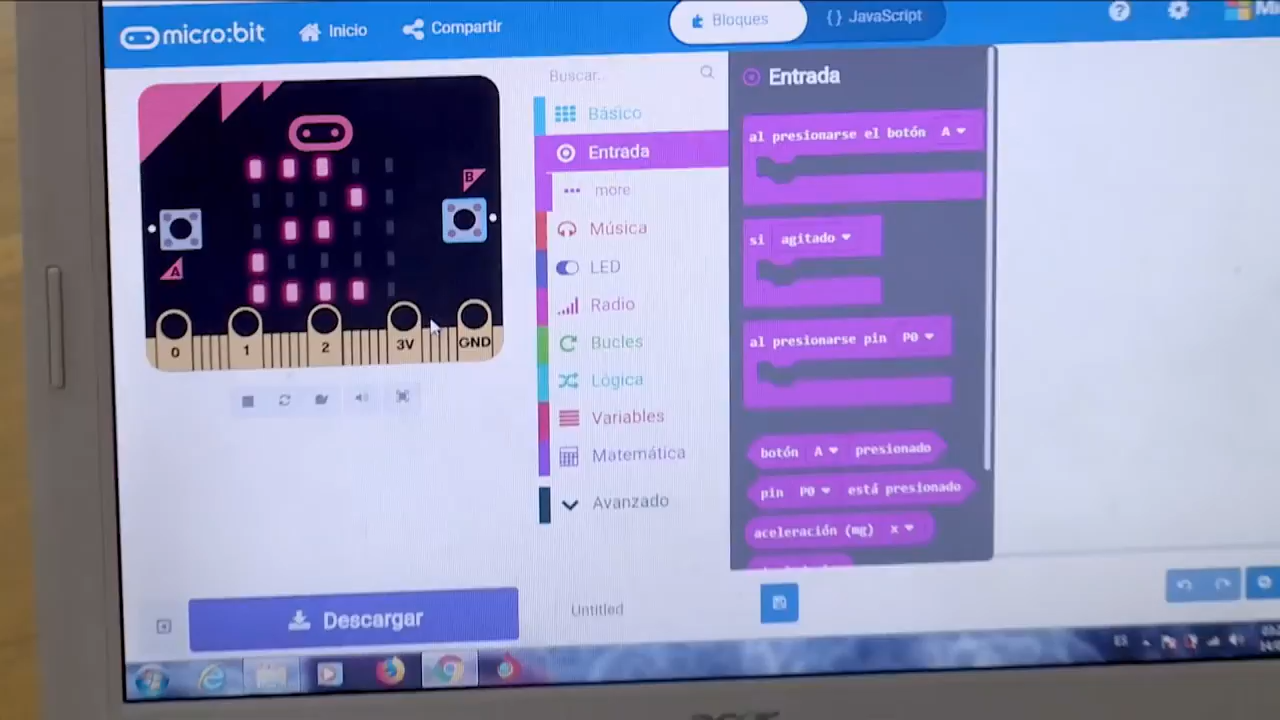 micro:bit
Inicio
Compartir
Bloques
{ } JavaScript
?
A
B
0
1
2
3V
GND
Descargar
Buscar...
Básico
Entrada
more
Música
LED
Radio
Bucles
Lógica
Variables
Matemática
Avanzado
Untitled
Entrada
al presionarse el botón A
si agitado
al presionarse pin P0
botón A presionado
pin P0 está presionado
aceleración (mg) x
ES
acer